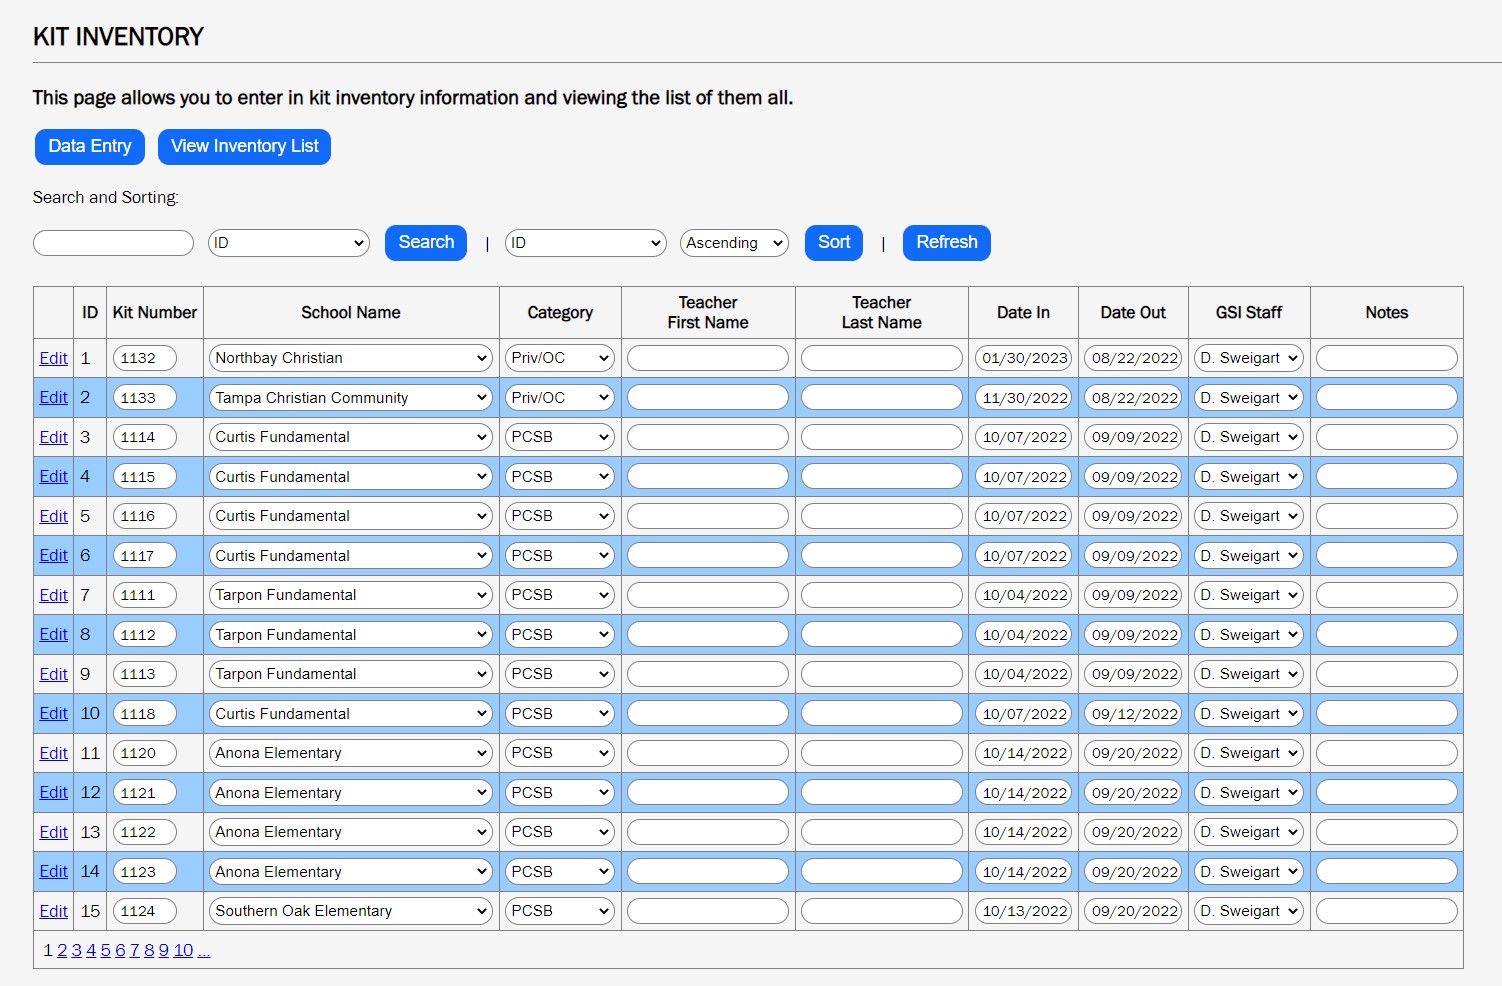 KIT INVENTORY
This page allows you to enter in kit inventory information and viewing the list of them all.
Data Entry View Inventory List
Search and Sorting:
ID Search | ID Ascending Sort | Refresh
ID Kit Number School Name Category Teacher First Name Teacher Last Name Date In Date Out GSI Staff Notes
Edit 1 1132 Northbay Christian Priv/OC 01/30/2023 08/22/2022 D. Sweigart
Edit 2 1133 Tampa Christian Community Priv/OC 11/30/2022 08/22/2022 D. Sweigart
Edit 3 1114 Curtis Fundamental PCSB 10/07/2022 09/09/2022 D. Sweigart
Edit 4 1115 Curtis Fundamental PCSB 10/07/2022 09/09/2022 D. Sweigart
Edit 5 1116 Curtis Fundamental PCSB 10/07/2022 09/09/2022 D. Sweigart
Edit 6 1117 Curtis Fundamental PCSB 10/07/2022 09/09/2022 D. Sweigart
Edit 7 1111 Tarpon Fundamental PCSB 10/04/2022 09/09/2022 D. Sweigart
Edit 8 1112 Tarpon Fundamental PCSB 10/04/2022 09/09/2022 D. Sweigart
Edit 9 1113 Tarpon Fundamental PCSB 10/04/2022 09/09/2022 D. Sweigart
Edit 10 1118 Curtis Fundamental PCSB 10/07/2022 09/12/2022 D. Sweigart
Edit 11 1120 Anona Elementary PCSB 10/14/2022 09/20/2022 D. Sweigart
Edit 12 1121 Anona Elementary PCSB 10/14/2022 09/20/2022 D. Sweigart
Edit 13 1122 Anona Elementary PCSB 10/14/2022 09/20/2022 D. Sweigart
Edit 14 1123 Anona Elementary PCSB 10/14/2022 09/20/2022 D. Sweigart
Edit 15 1124 Southern Oak Elementary PCSB 10/13/2022 09/20/2022 D. Sweigart
1 2 3 4 5 6 7 8 9 10 ...